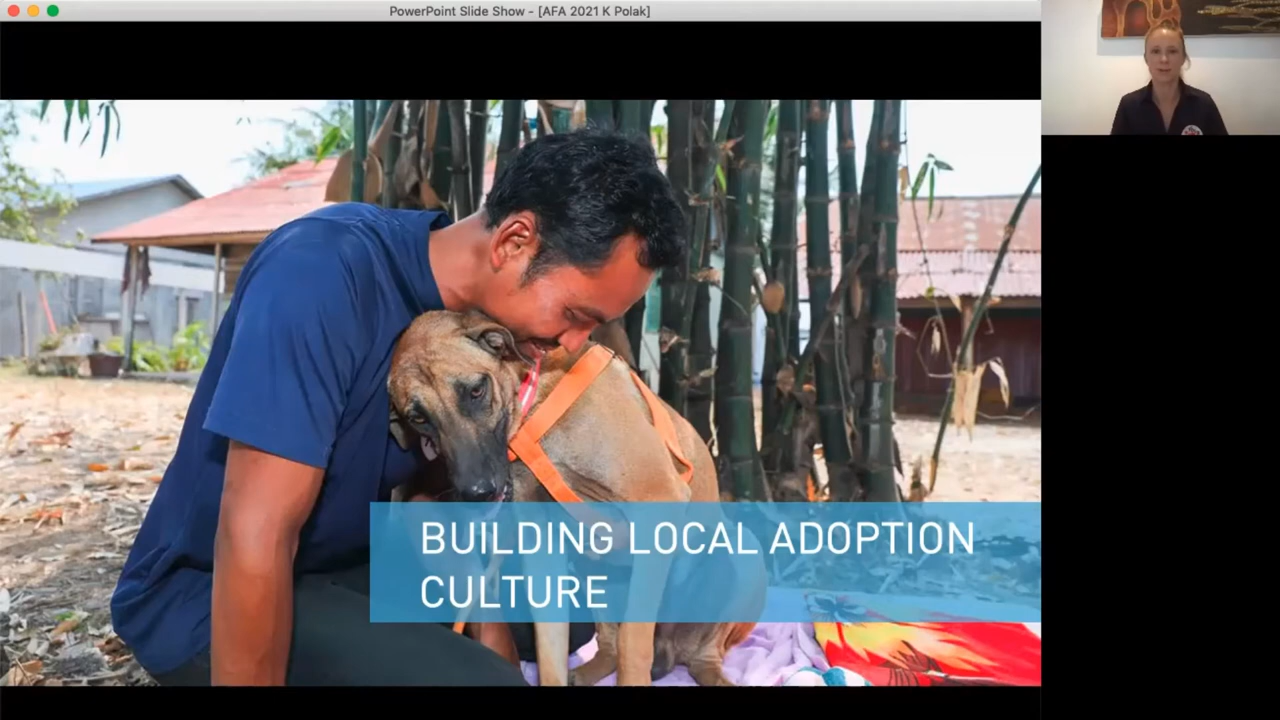 PowerPoint Slide Show - [AFA 2021 K Polak]
BUILDING LOCAL ADOPTION
CULTURE